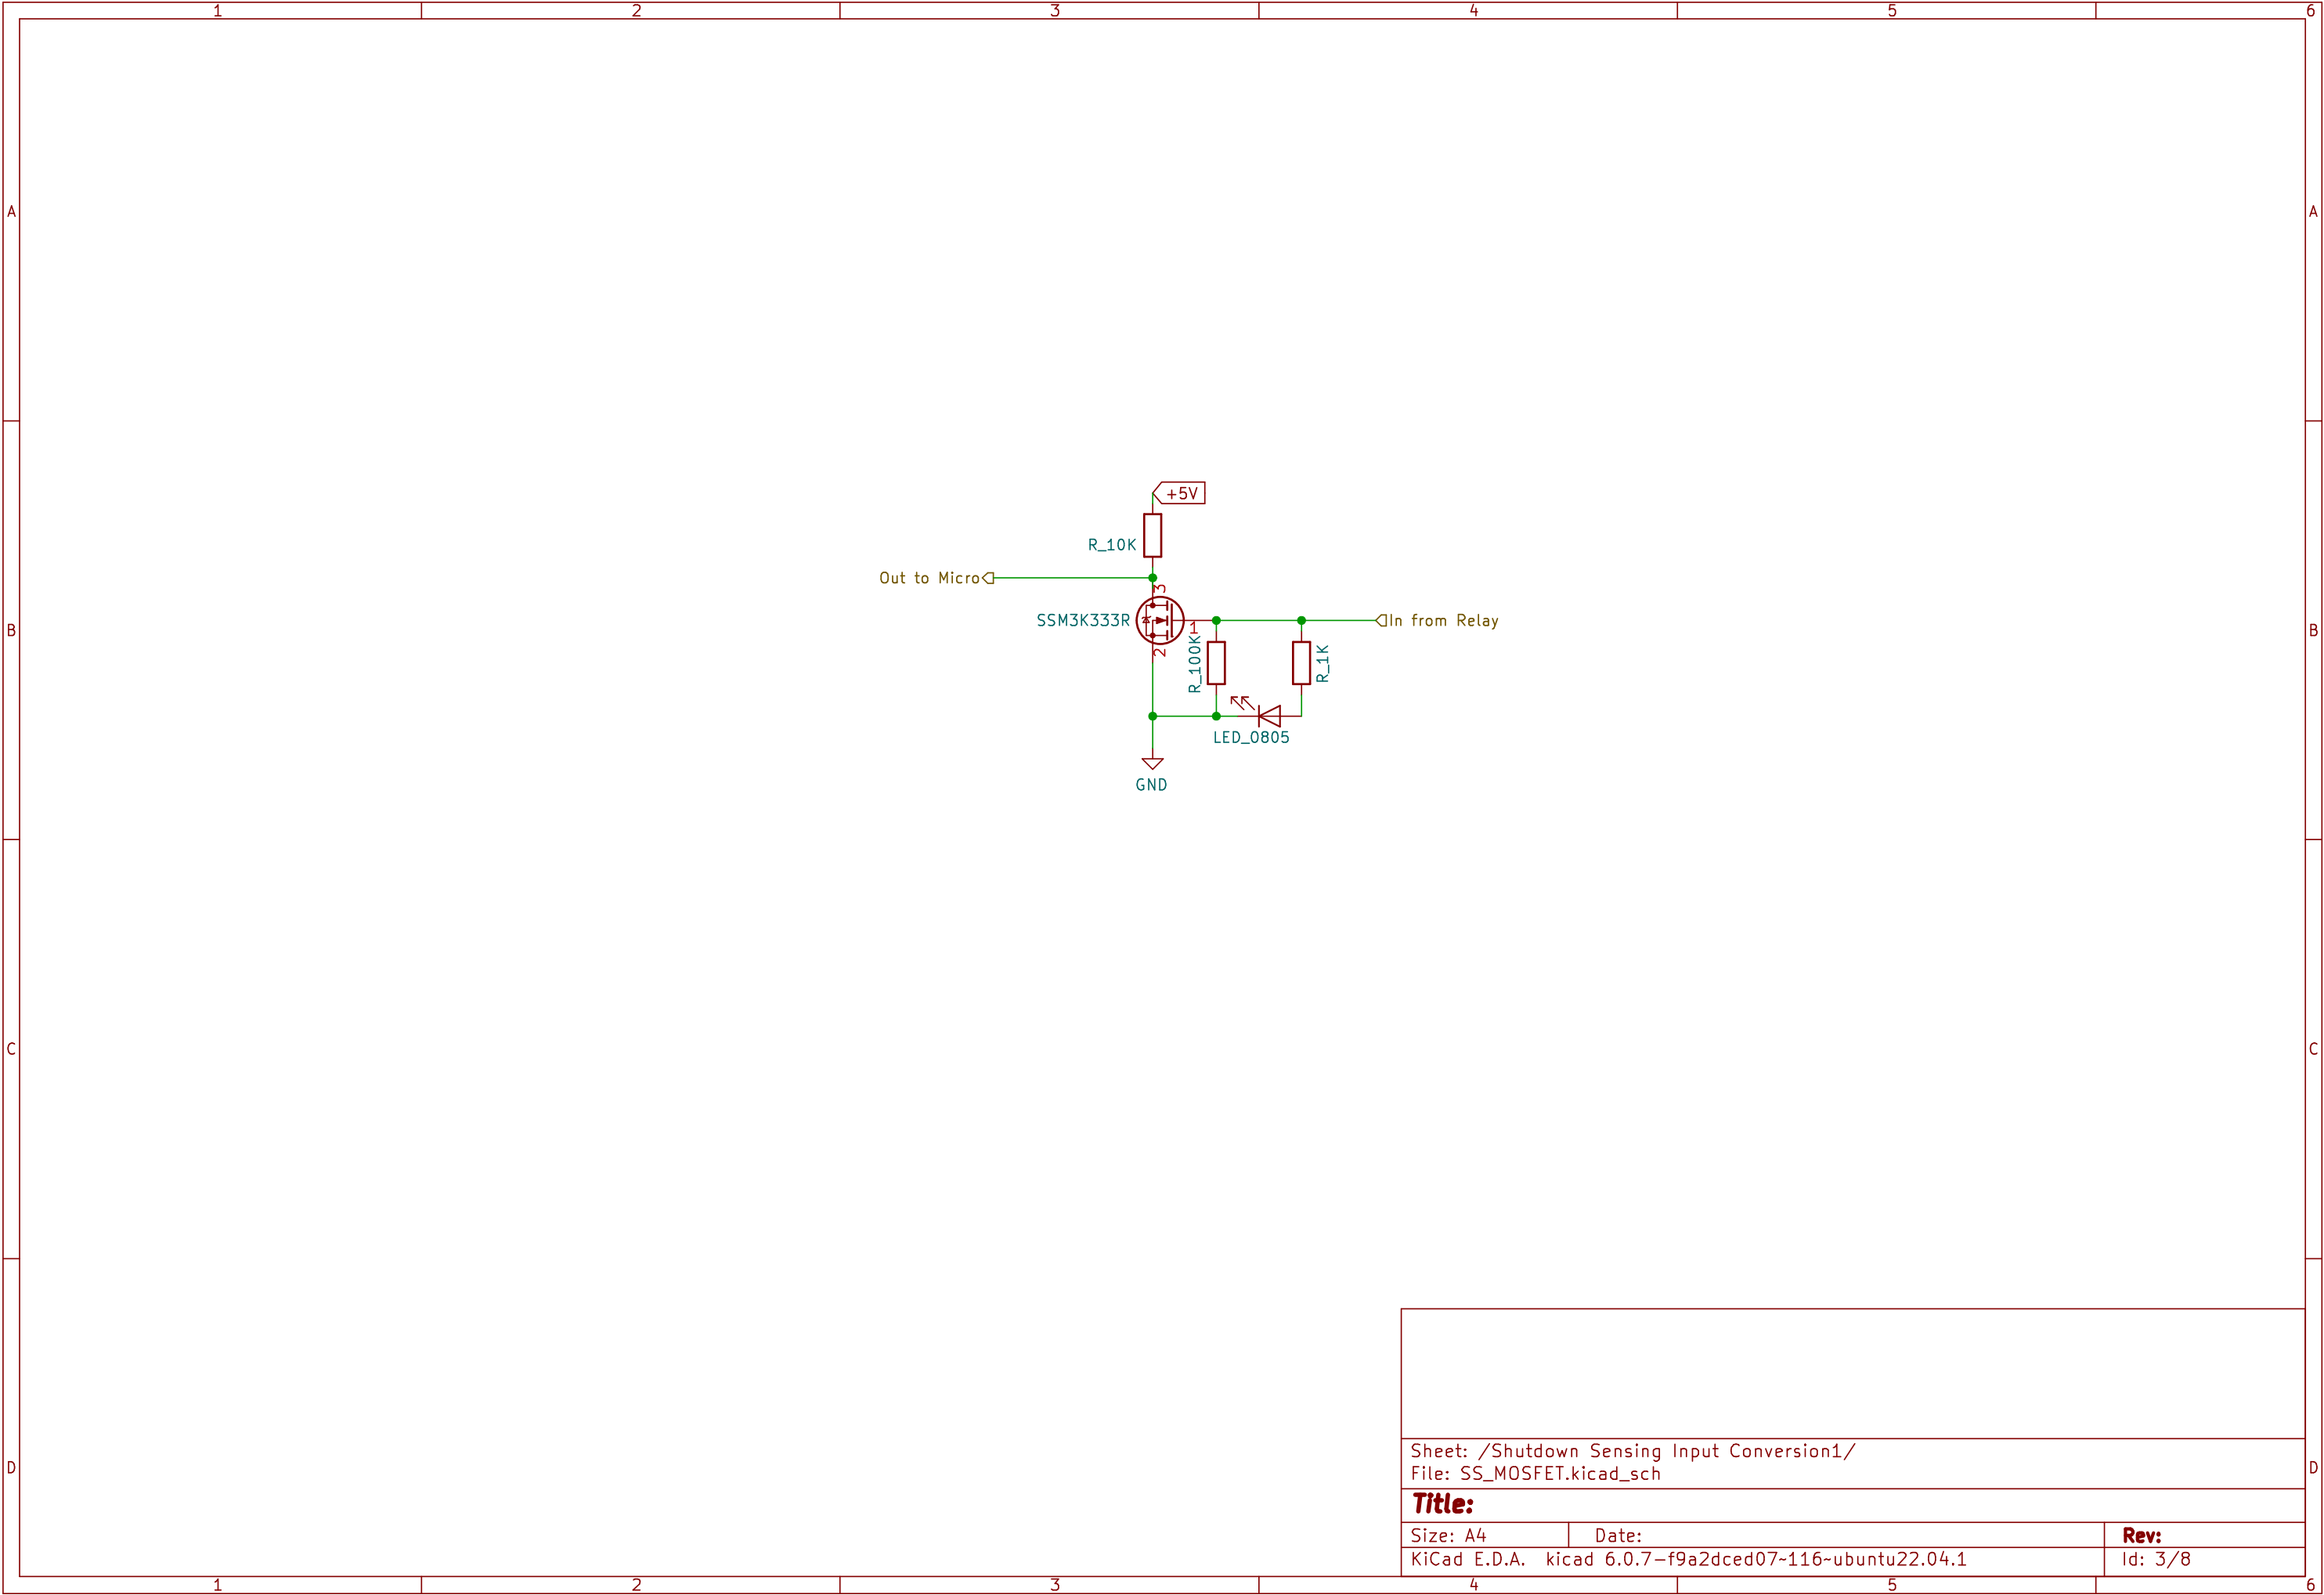 1 2 3 4 5 6
A A
+5V
R_10K
Out to Micro
3
SSM3K333R
1
In from Relay
B B
2
R_100K
R_1K
LED_0805
GND
C C
Sheet: /Shutdown Sensing Input Conversion1/
File: SS_MOSFET.kicad_sch
D D
Title:
Size: A4 Date: Rev:
KiCad E.D.A. kicad 6.0.7-f9a2dced07~116~ubuntu22.04.1 Id: 3/8
1 2 3 4 5 6